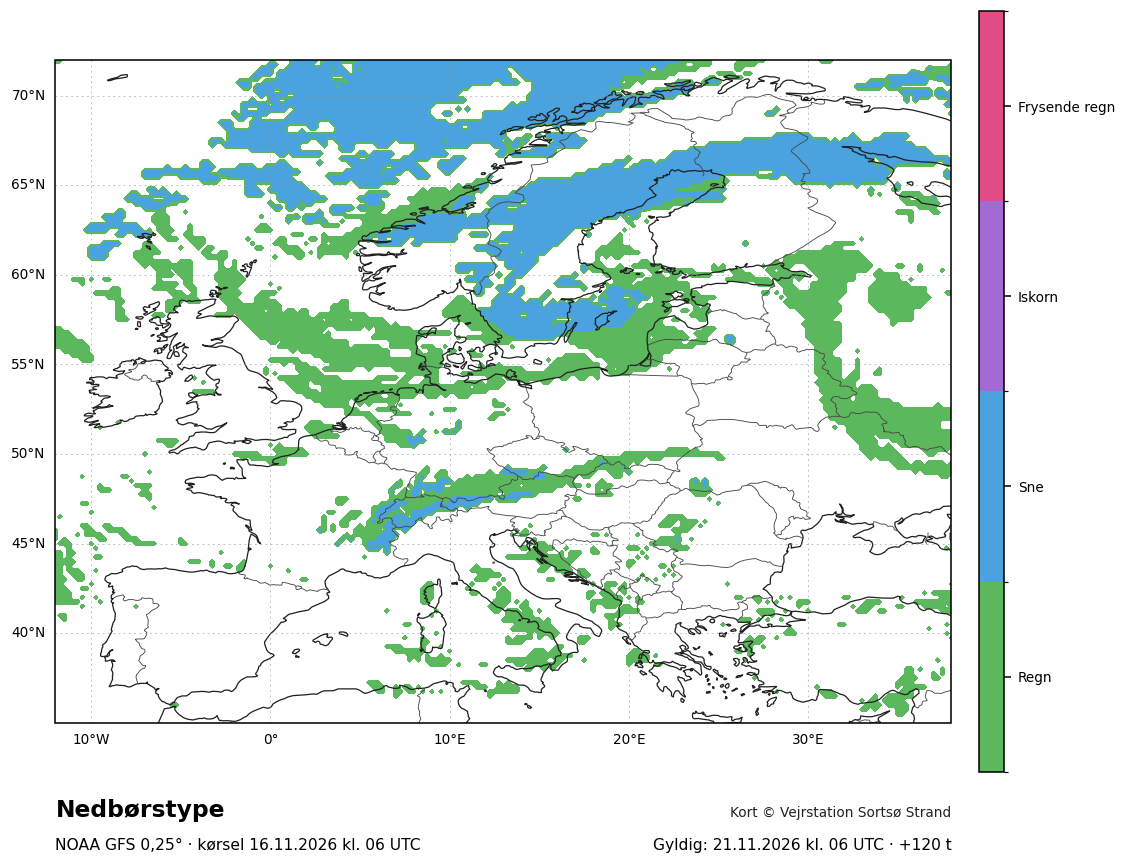 70°N
65°N
60°N
55°N
50°N
45°N
40°N
10°W
0°
10°E
20°E
30°E
Frysende regn
Iskorn
Sne
Regn
Nedbørstype
Kort © Vejrstation Sortsø Strand
NOAA GFS 0,25° · kørsel 16.11.2026 kl. 06 UTC
Gyldig: 21.11.2026 kl. 06 UTC · +120 t